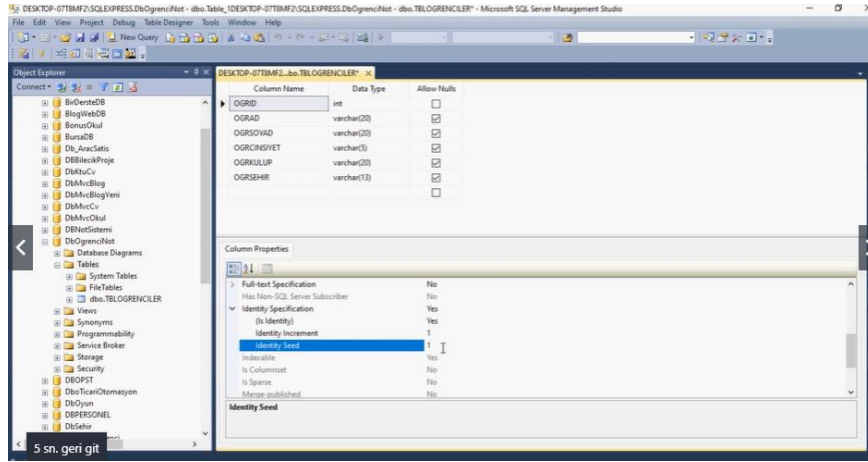 DESKTOP-07T8MF2\SQLEXPRESS.DbOgrenciNot - dbo.Table_1DESKTOP-07T8MF2\SQLEXPRESS.DbOgrenciNot - dbo.TBLOGRENCILER* - Microsoft SQL Server Management Studio
File Edit View Project Debug Table Designer Tools Window Help
New Query
Object Explorer
Connect
BirDersteDB
BlogWebDB
BonusOkul
BursaDB
Db_AracSatis
DBBilecikProje
DbKtuCv
DbMvcBlog
DbMvcBlogYeni
DbMvcCv
DbMvcOkul
DBNotSistemi
DbOgrenciNot
Database Diagrams
Tables
System Tables
FileTables
dbo.TBLOGRENCILER
Views
Synonyms
Programmability
Service Broker
Storage
Security
DBOPST
DboTicariOtomasyon
DbOyun
DBPERSONEL
DbSehir
5 sn. geri git
DESKTOP-07T8MF2...bo.TBLOGRENCILER*
Column Name Data Type Allow Nulls
OGRID int
OGRAD varchar(20)
OGRSOYAD varchar(20)
OGRCINSIYET varchar(5)
OGRKULUP varchar(20)
OGRSEHIR varchar(13)
Column Properties
Full-text Specification No
Has Non-SQL Server Subscriber No
Identity Specification Yes
(Is Identity) Yes
Identity Increment 1
Identity Seed 1
Indexable Yes
Is Columnset No
Is Sparse No
Merge-published No
Identity Seed